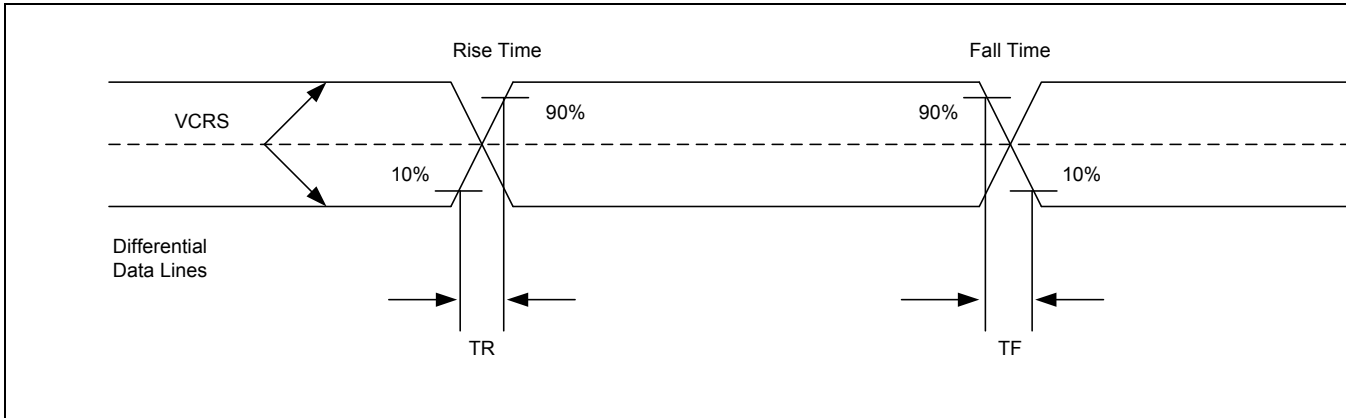 Rise Time
Fall Time
VCRS
90%
90%
10%
10%
Differential
Data Lines
TR
TF